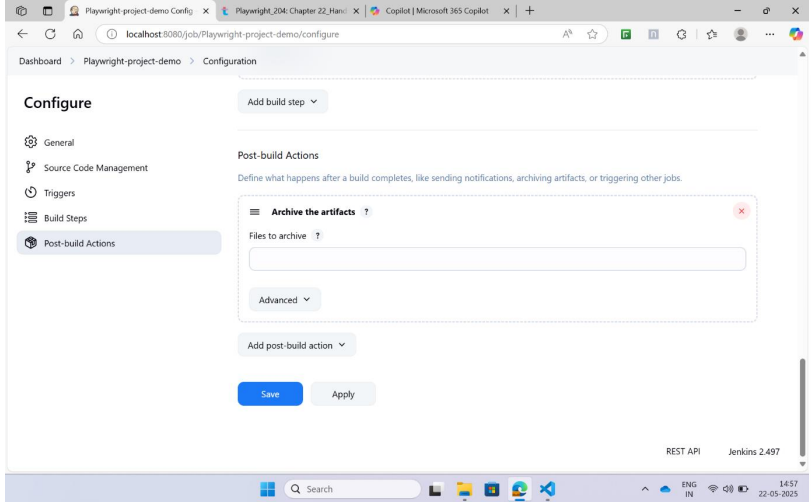 Playwright-project-demo Config
Playwright_204: Chapter 22_Hand
Copilot | Microsoft 365 Copilot
localhost:8080/job/Playwright-project-demo/configure
Dashboard > Playwright-project-demo > Configuration
Configure
General
Source Code Management
Triggers
Build Steps
Post-build Actions
Add build step
Post-build Actions
Define what happens after a build completes, like sending notifications, archiving artifacts, or triggering other jobs.
Archive the artifacts ?
Files to archive ?
Advanced
Add post-build action
Save
Apply
REST API
Jenkins 2.497
Search
ENG
IN
14:57
22-05-2025